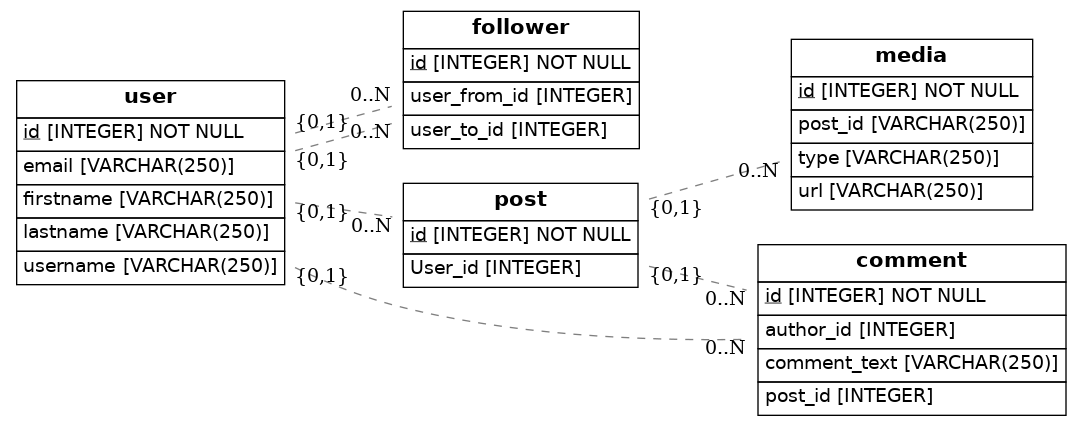 user
id [INTEGER] NOT NULL
email [VARCHAR(250)]
firstname [VARCHAR(250)]
lastname [VARCHAR(250)]
username [VARCHAR(250)]
0..N
{0,1}
0..N
{0,1}
{0,1}
0..N
{0,1}
follower
id [INTEGER] NOT NULL
user_from_id [INTEGER]
user_to_id [INTEGER]
post
id [INTEGER] NOT NULL
User_id [INTEGER]
0..N
{0,1}
{0,1}
0..N
0..N
media
id [INTEGER] NOT NULL
post_id [VARCHAR(250)]
type [VARCHAR(250)]
url [VARCHAR(250)]
comment
id [INTEGER] NOT NULL
author_id [INTEGER]
comment_text [VARCHAR(250)]
post_id [INTEGER]